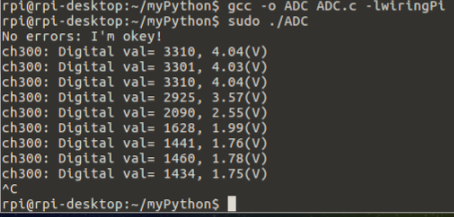 rpi@rpi-desktop:~/myPython$ gcc -o ADC ADC.c -lwiringPi
rpi@rpi-desktop:~/myPython$ sudo ./ADC
No errors: I'm okey!
ch300: Digital val= 3310, 4.04(V)
ch300: Digital val= 3301, 4.03(V)
ch300: Digital val= 3310, 4.04(V)
ch300: Digital val= 2925, 3.57(V)
ch300: Digital val= 2090, 2.55(V)
ch300: Digital val= 1628, 1.99(V)
ch300: Digital val= 1441, 1.76(V)
ch300: Digital val= 1460, 1.78(V)
ch300: Digital val= 1434, 1.75(V)
^C
rpi@rpi-desktop:~/myPython$